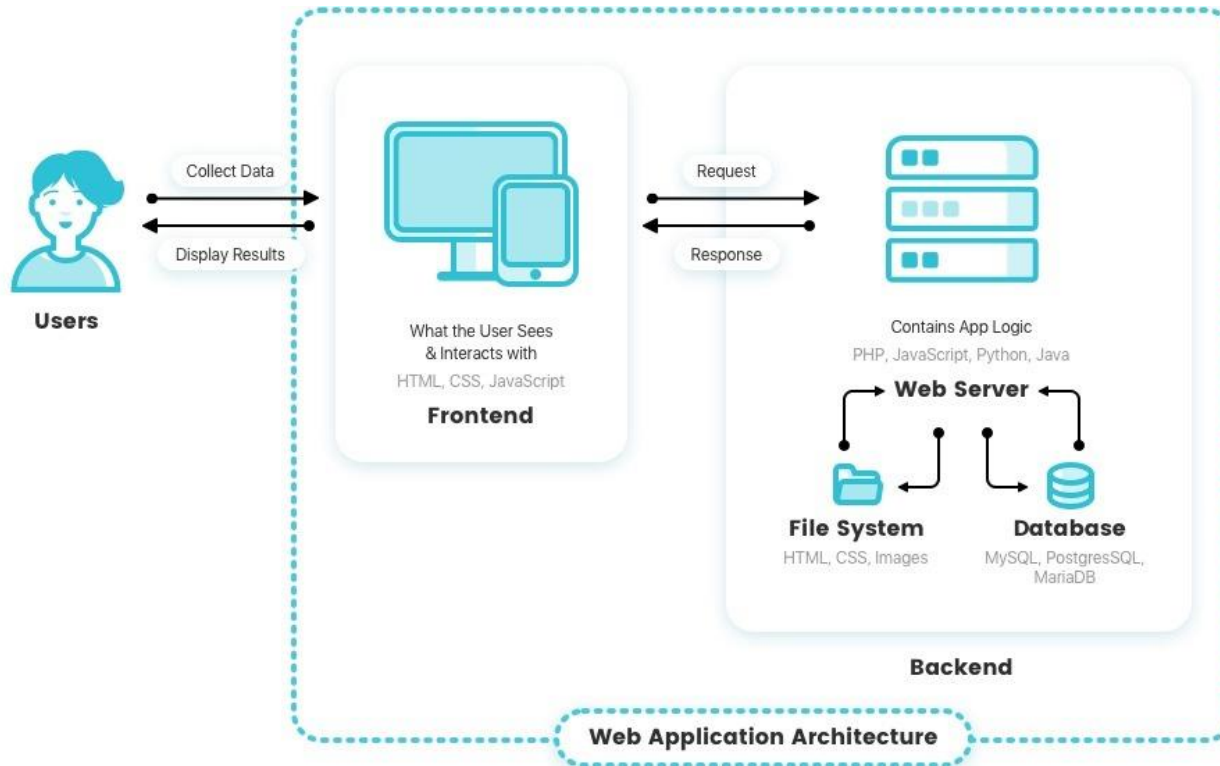 Collect Data
Display Results
Users
What the User Sees
& Interacts with
HTML, CSS, JavaScript
Frontend
Request
Response
Contains App Logic
PHP, JavaScript, Python, Java
Web Server
File System
HTML, CSS, Images
Database
MySQL, PostgresSQL,
MariaDB
Backend
Web Application Architecture